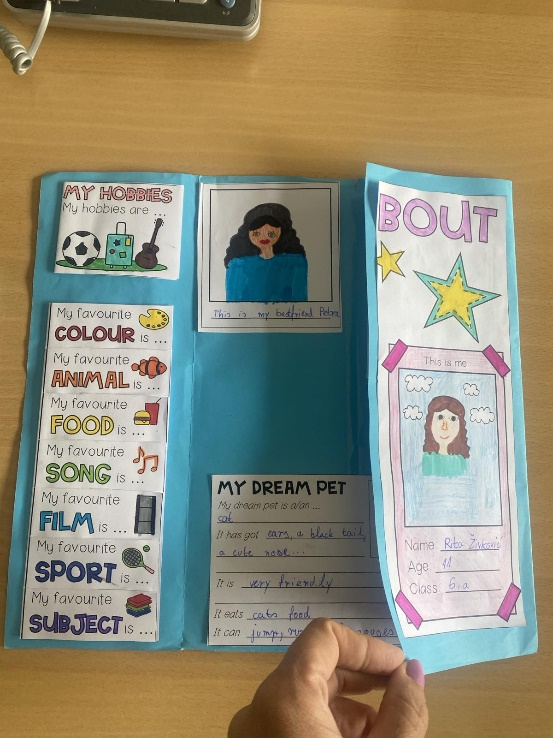 MY HOBBIES
My hobbies are ...
My favourite
COLOUR is ...
My favourite
ANIMAL is ...
My favourite
FOOD is ...
My favourite
SONG is ...
My favourite
FILM is ...
My favourite
SPORT is ...
My favourite
SUBJECT is ...
This is my bestfriend Petra
MY DREAM PET
My dream pet is a/an ...
cat
It has got ears, a black tail,
a cute nose...
It is very friendly
It eats cats food
It can jump,
BOUT
This is me
Name Rita Živković
Age 11
Class 6.a